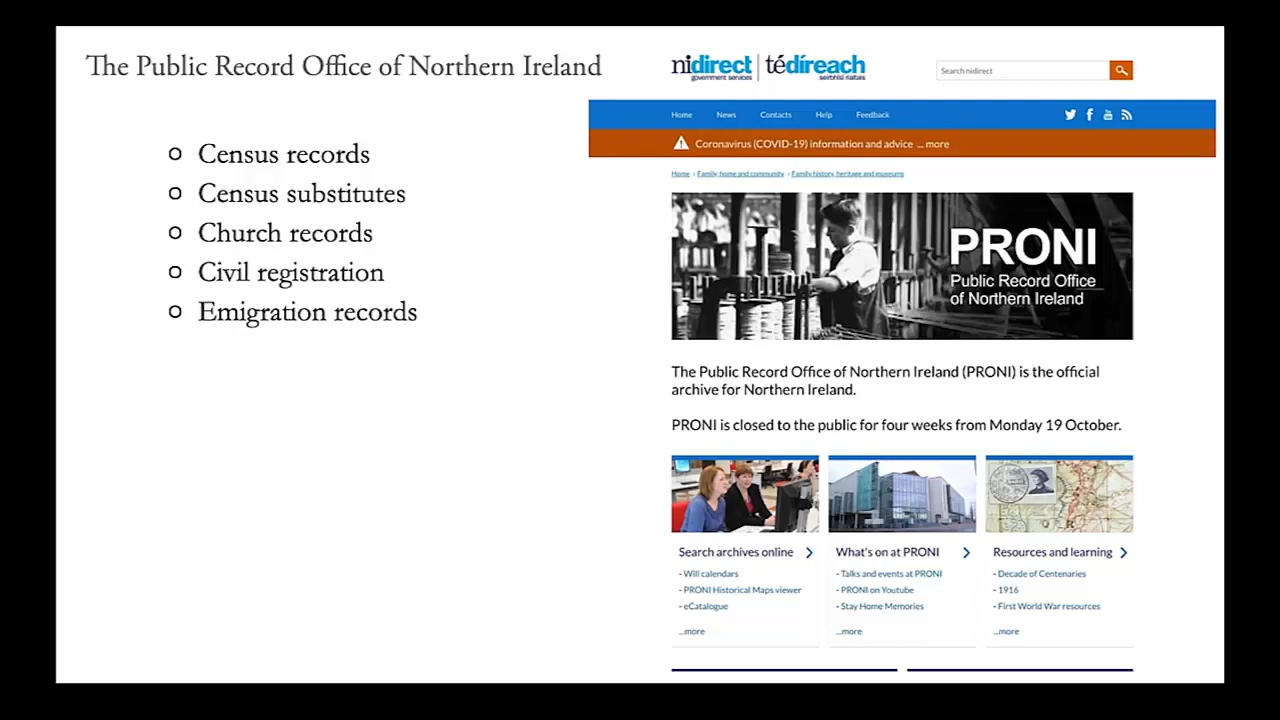 The Public Record Office of Northern Ireland
Census records
Census substitutes
Church records
Civil registration
Emigration records
nidirect
government services
tédíreach
seirbhísí rialtais
Search nidirect
Home News Contacts Help Feedback
Coronavirus (COVID-19) information and advice ... more
Home › Family, home and community › Family history, heritage and museums
PRONI
Public Record Office
of Northern Ireland
The Public Record Office of Northern Ireland (PRONI) is the official
archive for Northern Ireland.
PRONI is closed to the public for four weeks from Monday 19 October.
Search archives online
- Will calendars
- PRONI Historical Maps viewer
- eCatalogue
...more
What's on at PRONI
- Talks and events at PRONI
- PRONI on Youtube
- Stay Home Memories
...more
Resources and learning
- Decade of Centenaries
- 1916
- First World War resources
...more